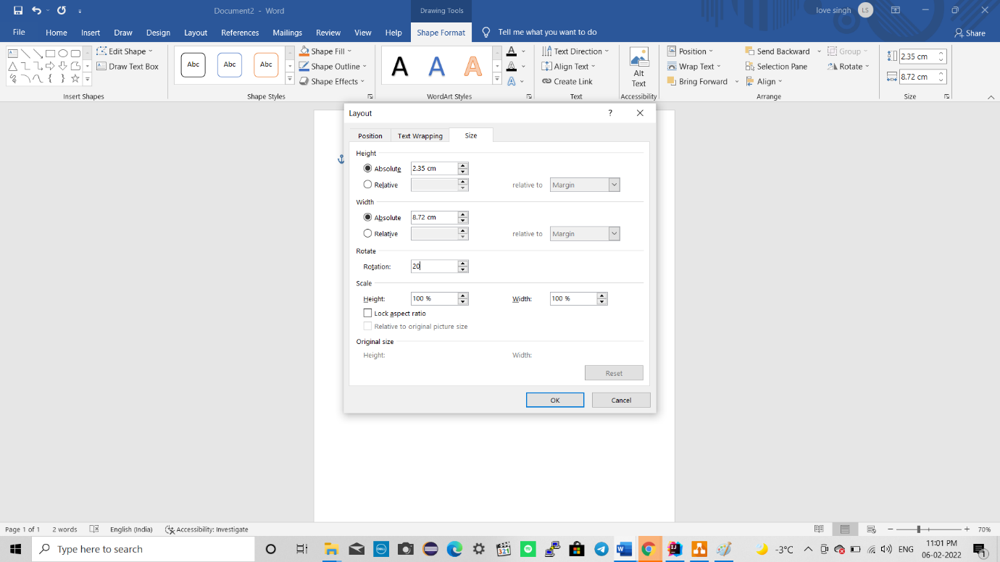 Document2 - Word
Drawing Tools
love singh
LS
File Home Insert Draw Design Layout References Mailings Review View Help Shape Format Tell me what you want to do Share
Edit Shape
Draw Text Box
Insert Shapes
Abc Abc Abc
Shape Fill
Shape Outline
Shape Effects
Shape Styles
A A A
WordArt Styles
Text Direction
Align Text
Create Link
Text
Alt
Text
Accessibility
Position
Wrap Text
Bring Forward
Send Backward
Selection Pane
Align
Group
Rotate
Arrange
2.35 cm
8.72 cm
Size
Layout
?
Position Text Wrapping Size
Height
Absolute 2.35 cm
Relative relative to Margin
Width
Absolute 8.72 cm
Relative relative to Margin
Rotate
Rotation: 20
Scale
Height: 100 % Width: 100 %
Lock aspect ratio
Relative to original picture size
Original size
Height: Width:
Reset
OK Cancel
Page 1 of 1 2 words English (India) Accessibility: Investigate 70%
Type here to search
DELL
321
-3°C
ENG
11:01 PM
06-02-2022
1